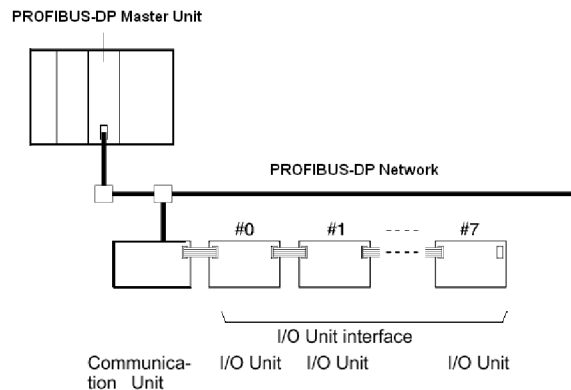 PROFIBUS-DP Master Unit
PROFIBUS-DP Network
#0 #1 #7
I/O Unit interface
Communica-
tion Unit
I/O Unit I/O Unit I/O Unit